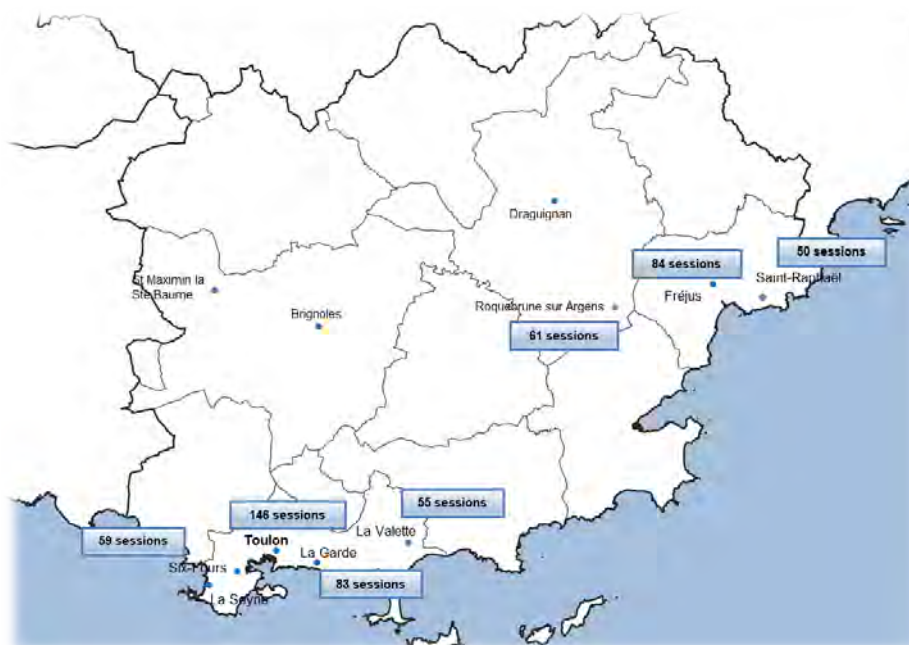 Draguignan
50 sessions
84 sessions
Saint-Raphaël
St Maximin la
Ste Baume
Fréjus
Roquebrune sur Argens
Brignoles
61 sessions
55 sessions
146 sessions
La Valette
59 sessions
Toulon
La Garde
Six-Fours
83 sessions
La Seyne